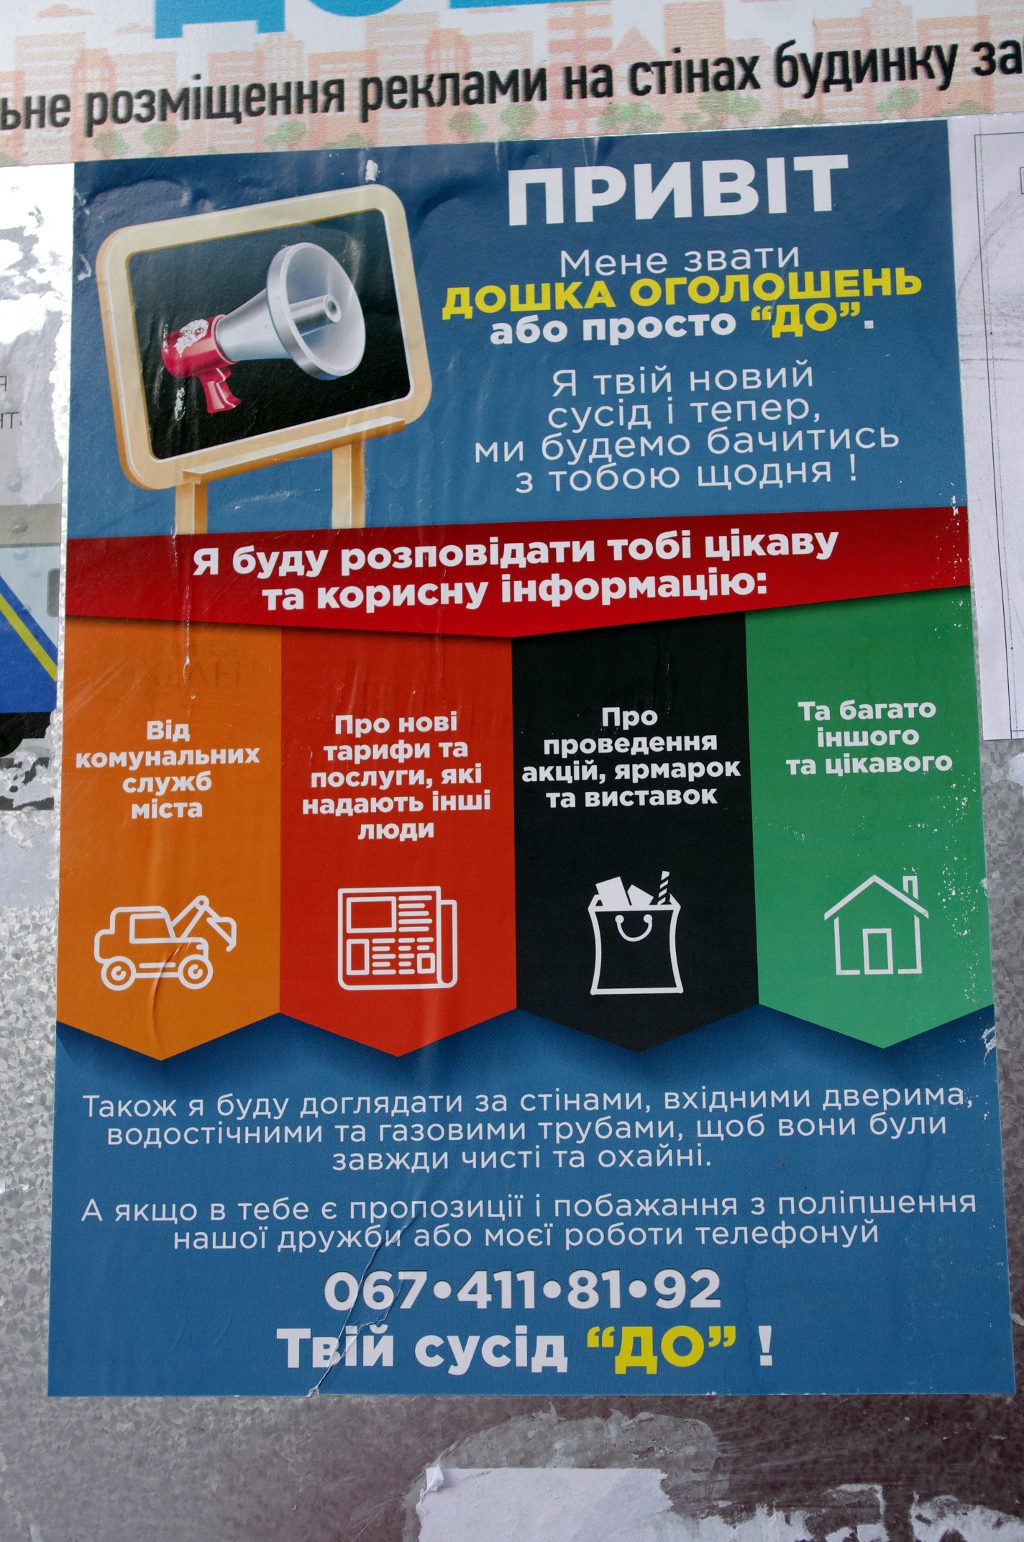 ьне розміщення реклами на стінах будинку за
ПРИВІТ
Мене звати
ДОШКА ОГОЛОШЕНЬ
або просто “ДО”.
Я твій новий
сусід і тепер,
ми будемо бачитись
з тобою щодня !
Я буду розповідати тобі цікаву
та корисну інформацію:
Від
комунальних
служб
міста
Про нові
тарифи та
послуги, які
надають інші
люди
Про
проведення
акцій, ярмарок
та виставок
Та багато
іншого
та цікавого
Також я буду доглядати за стінами, вхідними дверима,
водостічними та газовими трубами, щоб вони були
завжди чисті та охайні.
А якщо в тебе є пропозиції і побажання з поліпшення
нашої дружби або моєї роботи телефонуй
067•411•81•92
Твій сусід “ДО” !